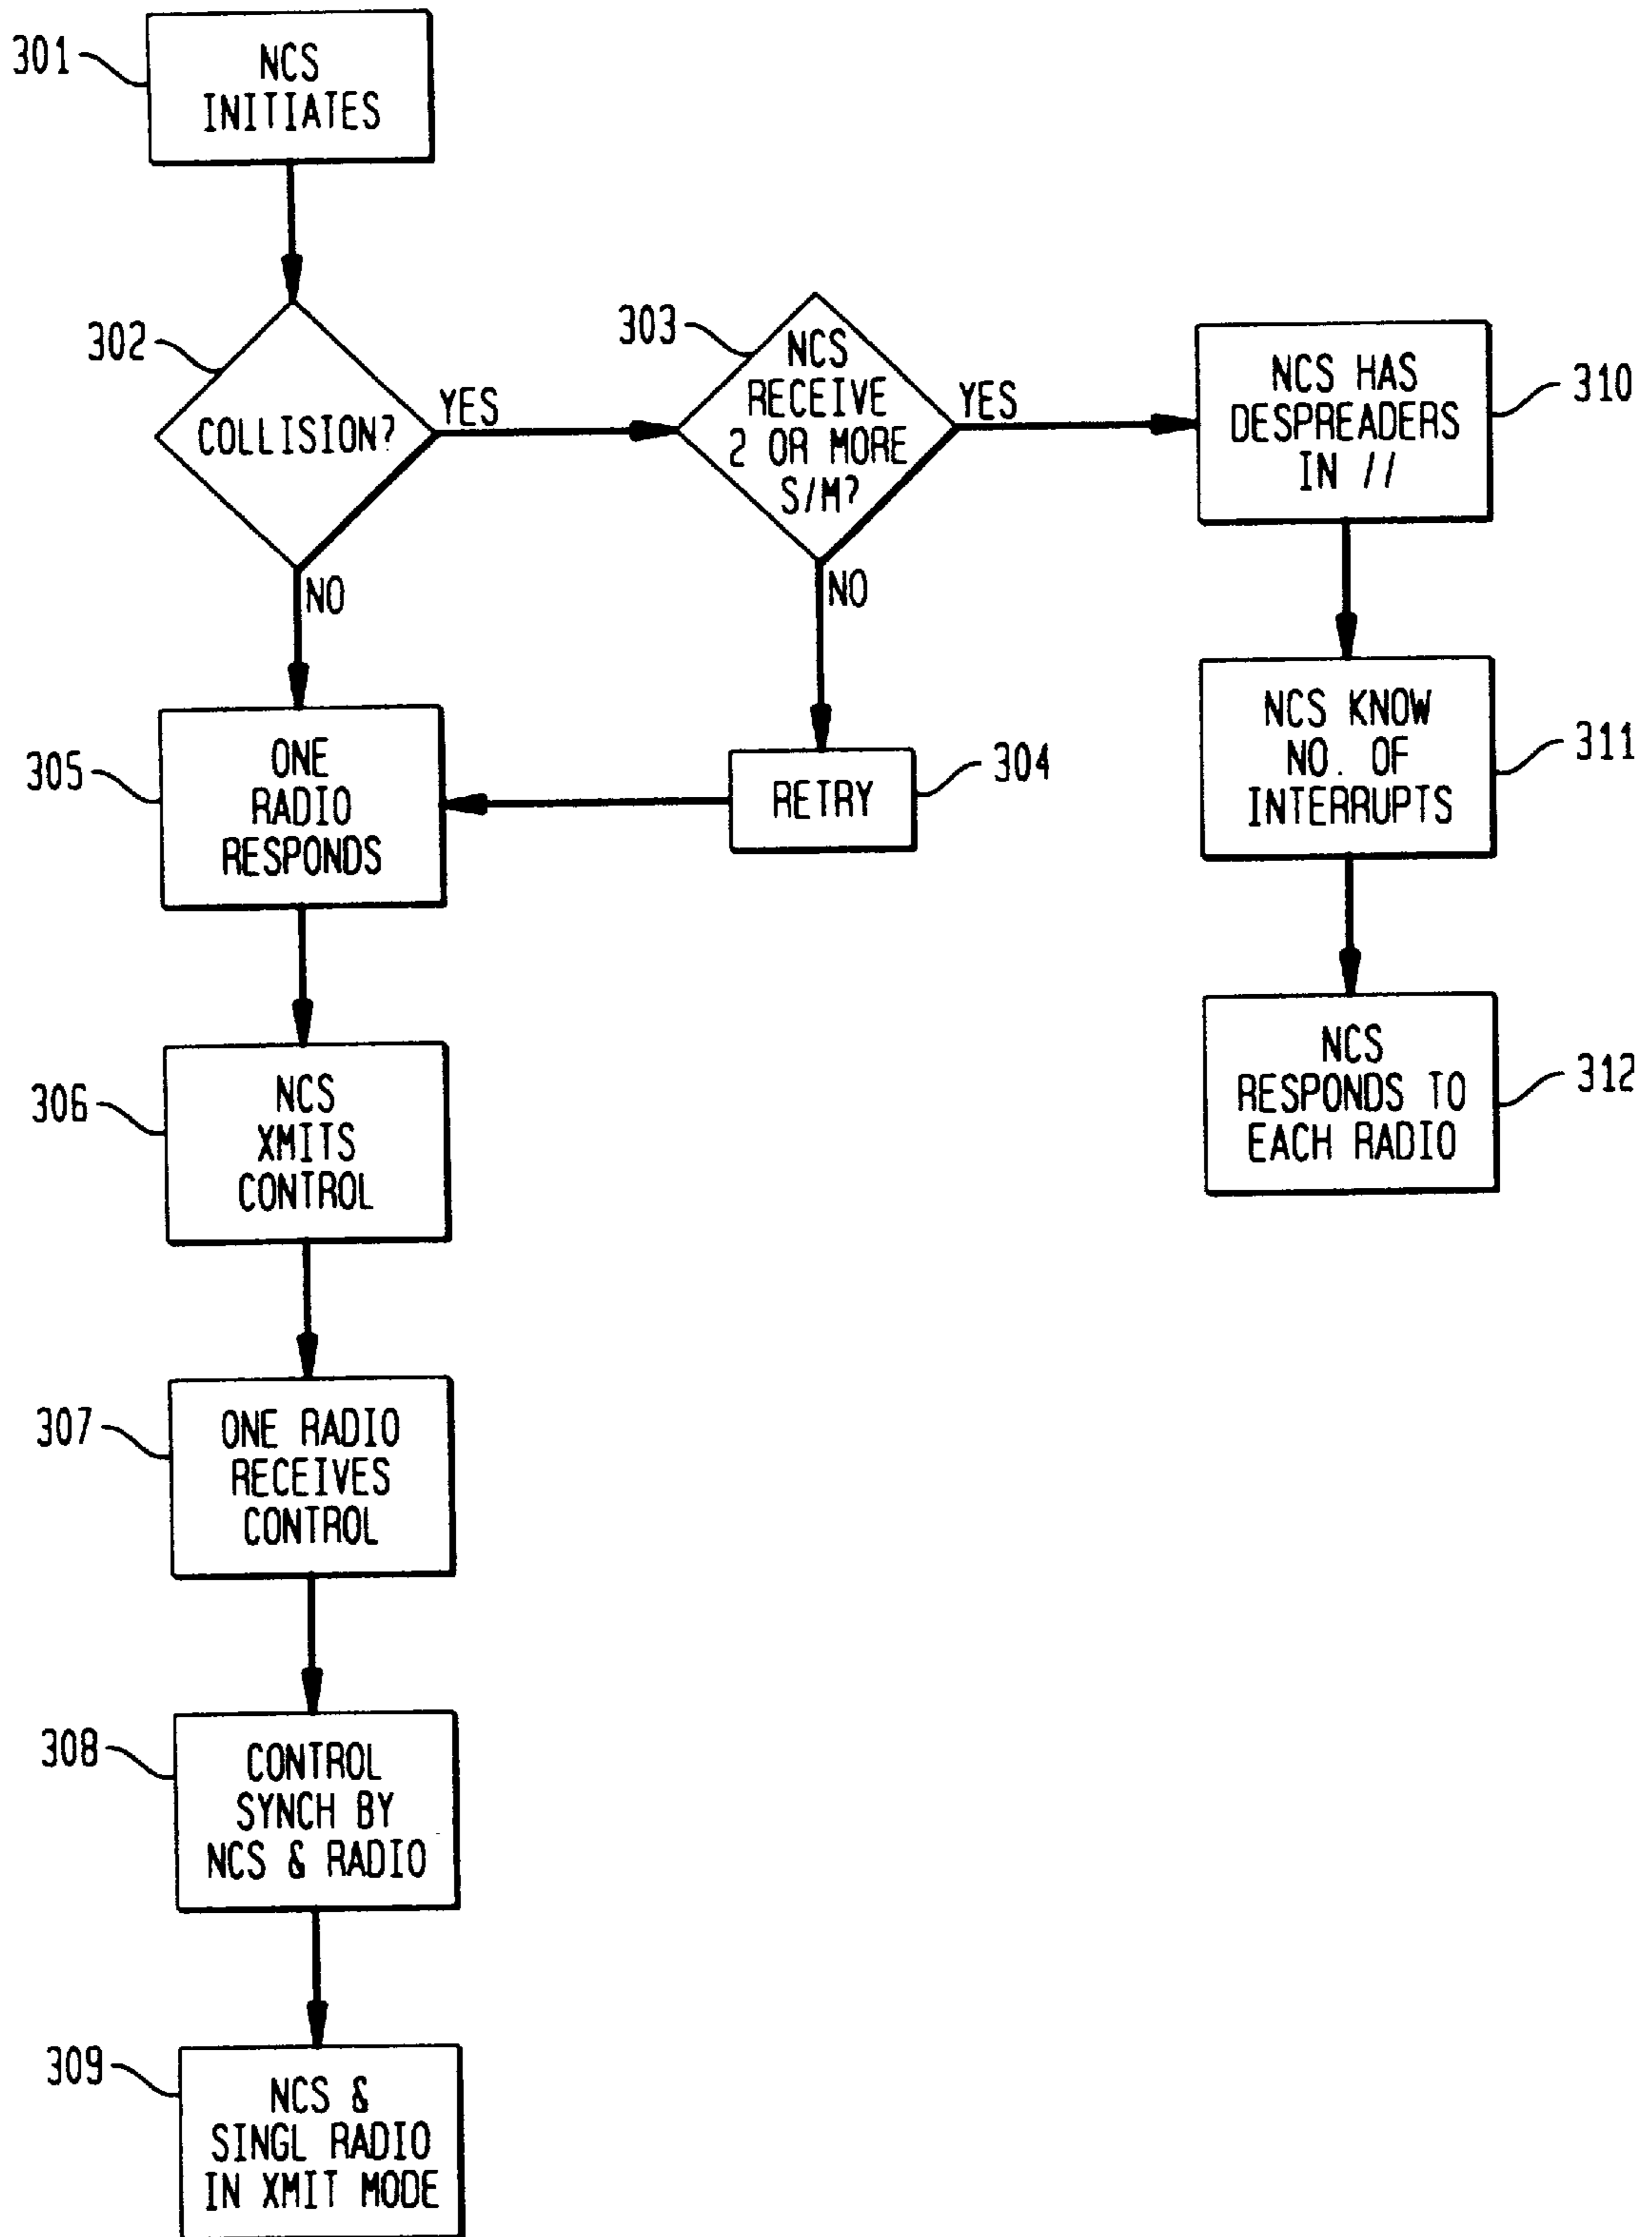 301
NCS
INITIATES
302
COLLISION?
YES
NO
303
NCS
RECEIVE
2 OR MORE
S/M?
YES
NO
NCS HAS
DESPREADERS
IN //
310
305
ONE
RADIO
RESPONDS
RETRY
304
NCS KNOW
NO. OF
INTERRUPTS
311
306
NCS
XMITS
CONTROL
NCS
RESPONDS TO
EACH RADIO
312
307
ONE RADIO
RECEIVES
CONTROL
308
CONTROL
SYNCH BY
NCS & RADIO
309
NCS &
SINGL RADIO
IN XMIT MODE